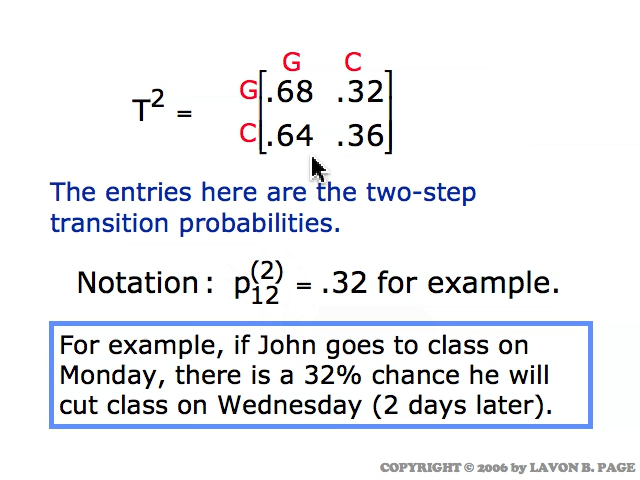 G C
T2 = G [.68 .32]
C [.64 .36]
The entries here are the two-step
transition probabilities.
Notation: p(2)12 = .32 for example.
For example, if John goes to class on
Monday, there is a 32% chance he will
cut class on Wednesday (2 days later).
COPYRIGHT © 2006 by LAVON B. PAGE